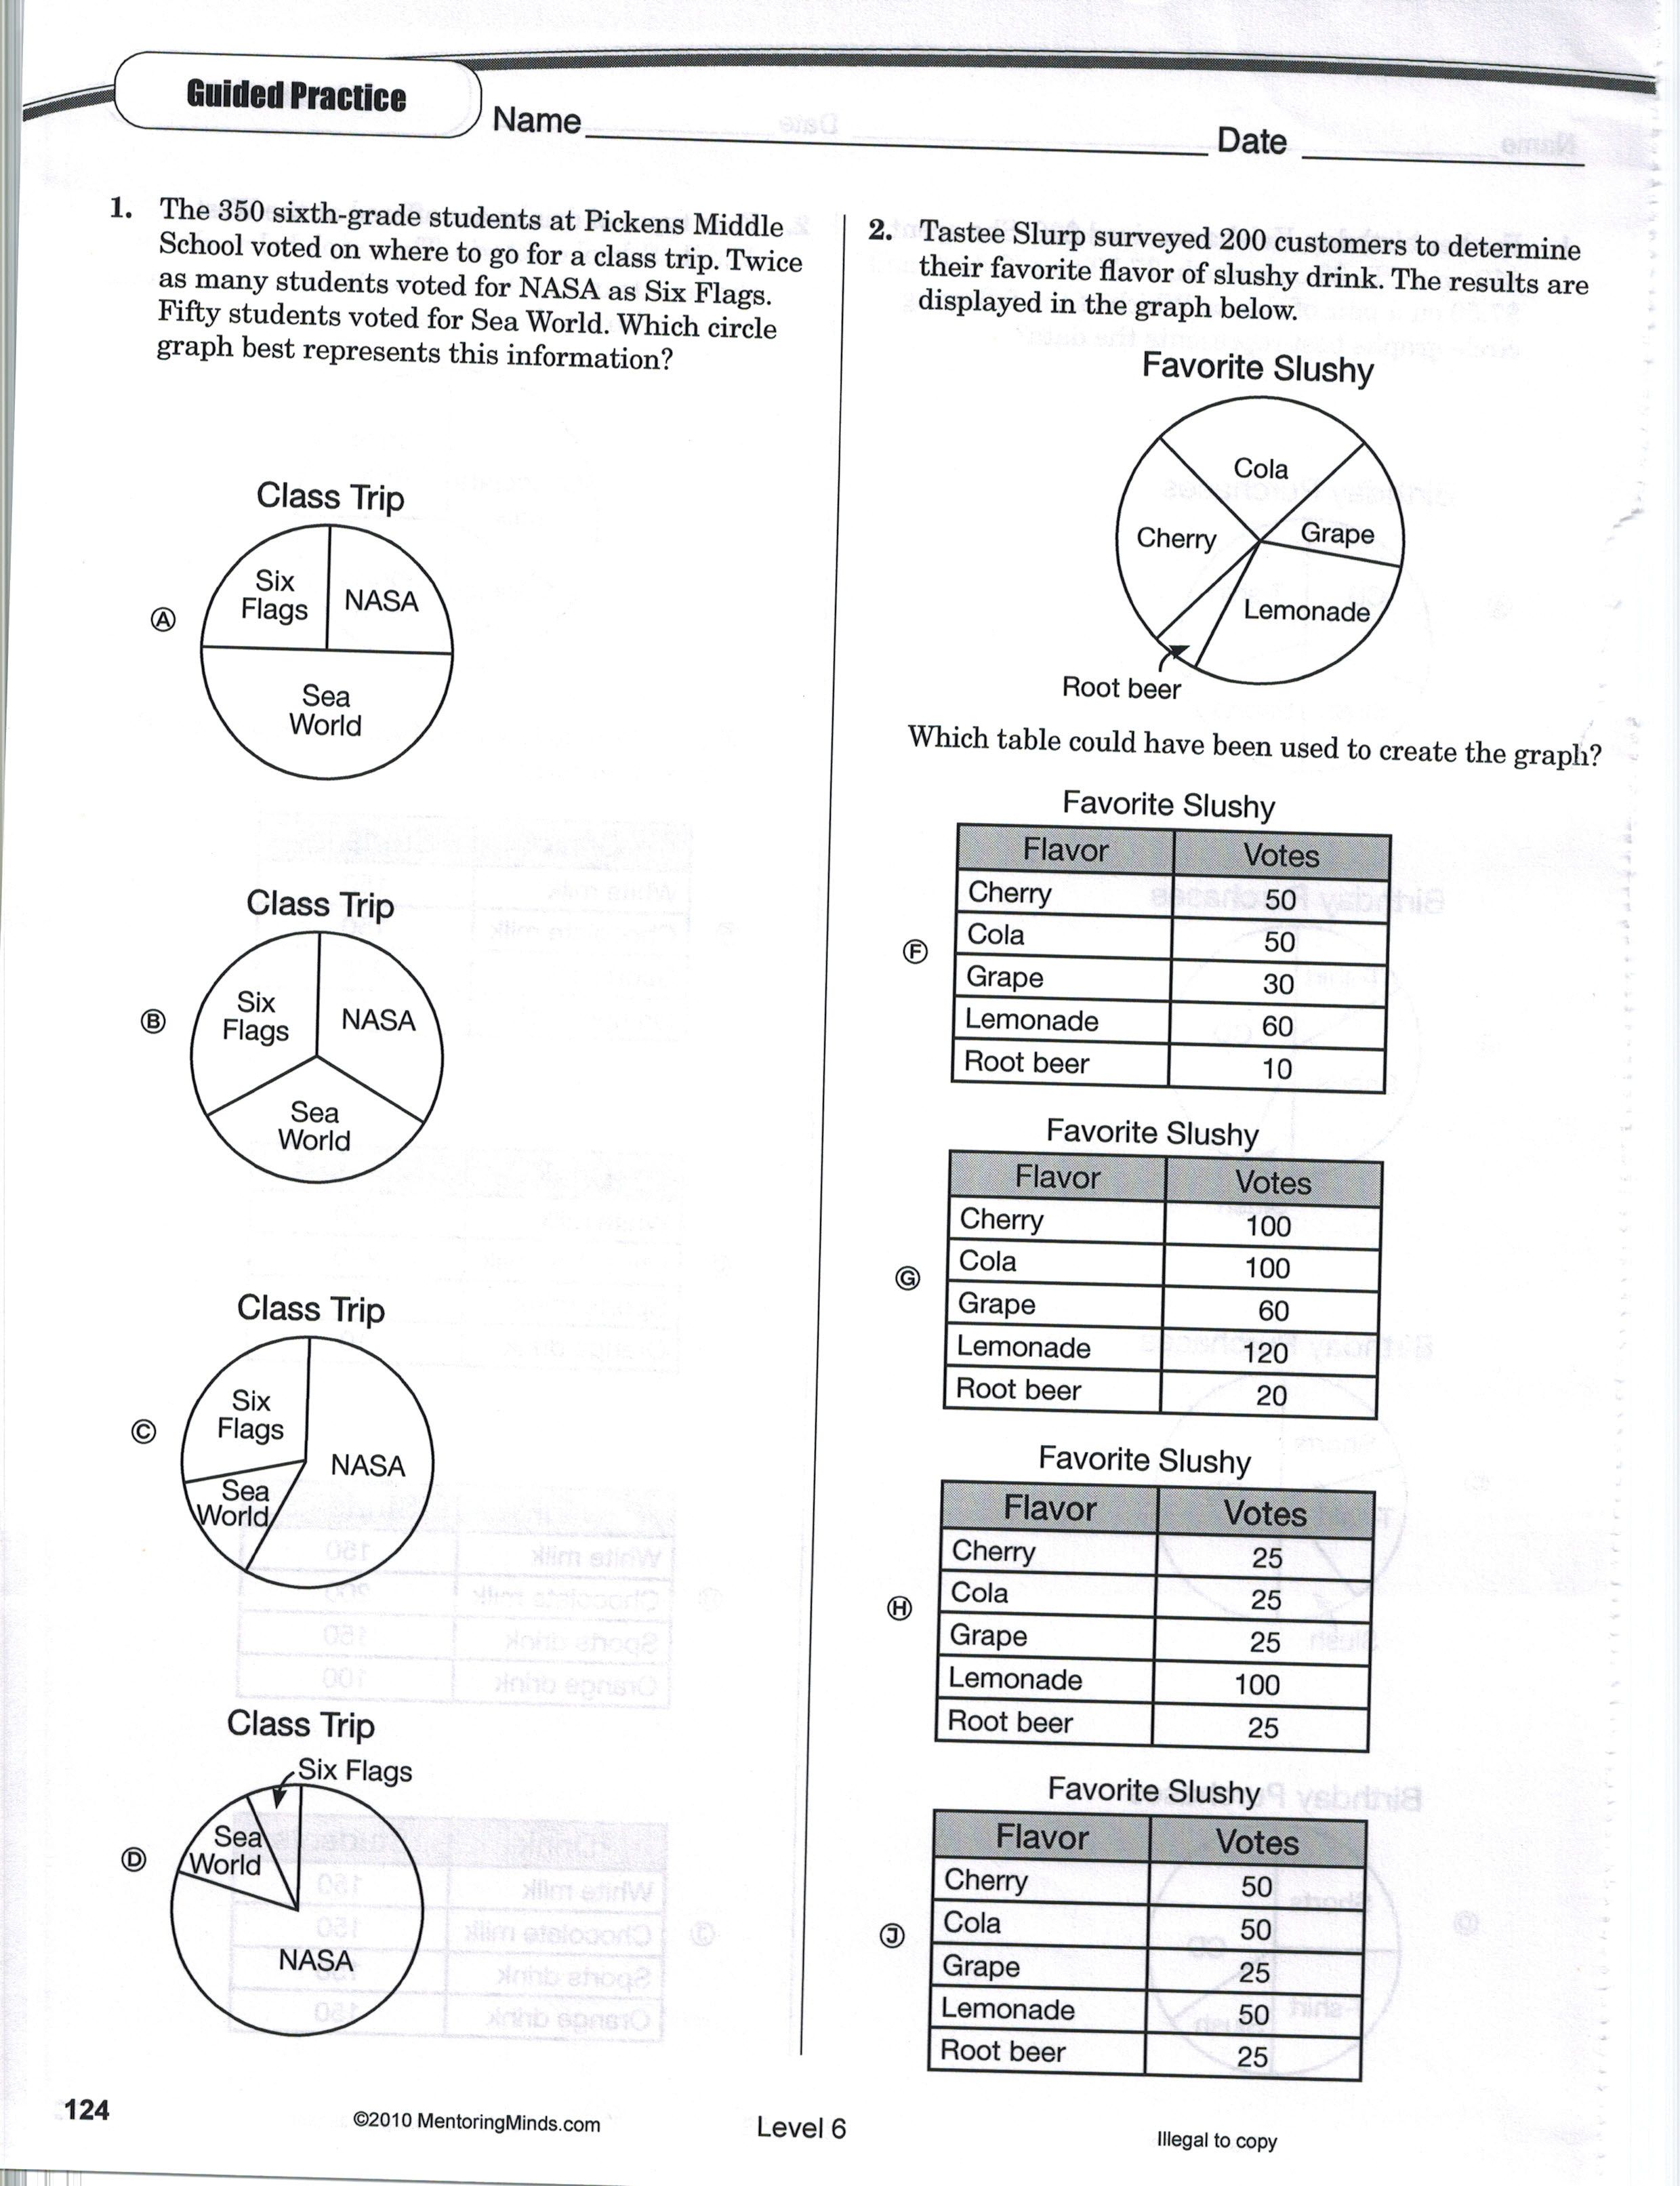 Guided Practice
Name
Date
1. The 350 sixth-grade students at Pickens Middle
School voted on where to go for a class trip. Twice
as many students voted for NASA as Six Flags.
Fifty students voted for Sea World. Which circle
graph best represents this information?
Class Trip
Six
Flags
NASA
A
Sea
World
Class Trip
Six
Flags
NASA
B
Sea
World
Class Trip
Six
Flags
C
NASA
Sea
World
Class Trip
Six Flags
Sea
World
D
NASA
2. Tastee Slurp surveyed 200 customers to determine
their favorite flavor of slushy drink. The results are
displayed in the graph below.
Favorite Slushy
Cola
Grape
Cherry
Lemonade
Root beer
Which table could have been used to create the graph?
Favorite Slushy
Flavor Votes
Cherry 50
Cola 50
F
Grape 30
Lemonade 60
Root beer 10
Favorite Slushy
Flavor Votes
Cherry 100
Cola 100
G
Grape 60
Lemonade 120
Root beer 20
Favorite Slushy
Flavor Votes
Cherry 25
Cola 25
H
Grape 25
Lemonade 100
Root beer 25
Favorite Slushy
Flavor Votes
Cherry 50
Cola 50
J
Grape 25
Lemonade 50
Root beer 25
124
©2010 MentoringMinds.com
Level 6
Illegal to copy